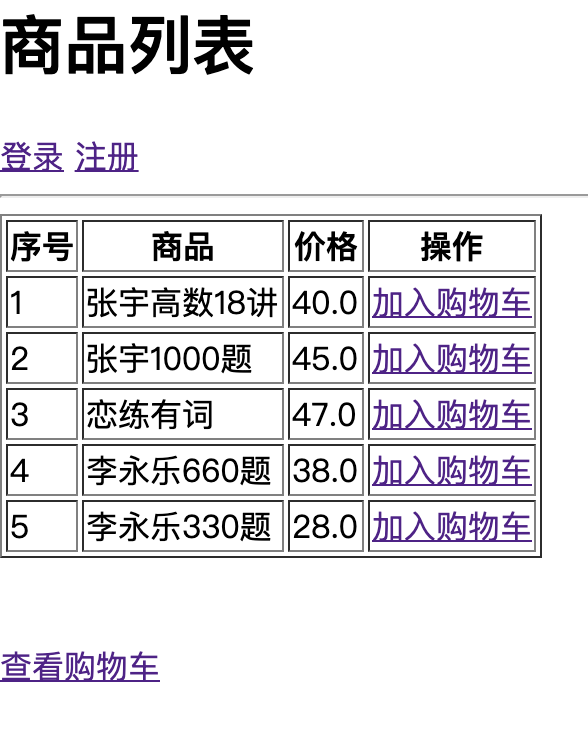 商品列表
登录 注册
序号 商品 价格 操作
1 张宇高数18讲 40.0 加入购物车
2 张宇1000题 45.0 加入购物车
3 恋练有词 47.0 加入购物车
4 李永乐660题 38.0 加入购物车
5 李永乐330题 28.0 加入购物车
查看购物车